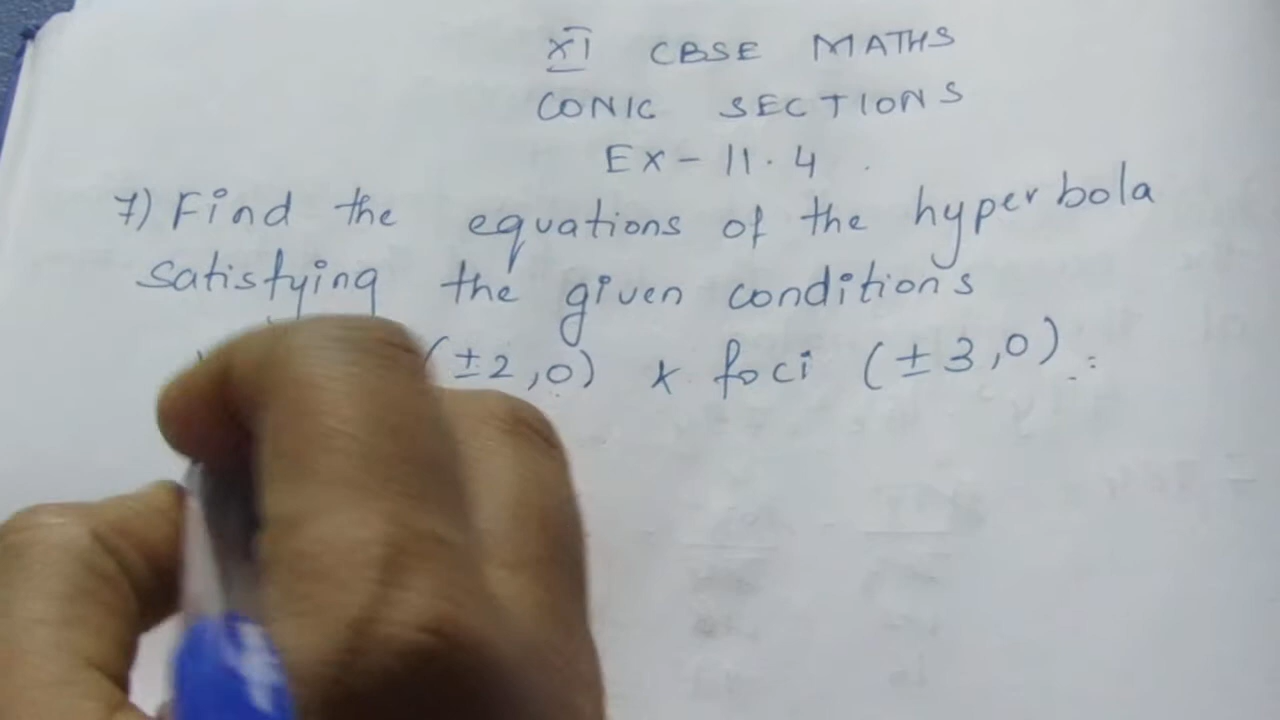 XI CBSE MATHS
CONIC SECTIONS
Ex - 11.4
7) Find the equations of the hyperbola
satisfying the given conditions
(±2,0) & foci (±3,0).